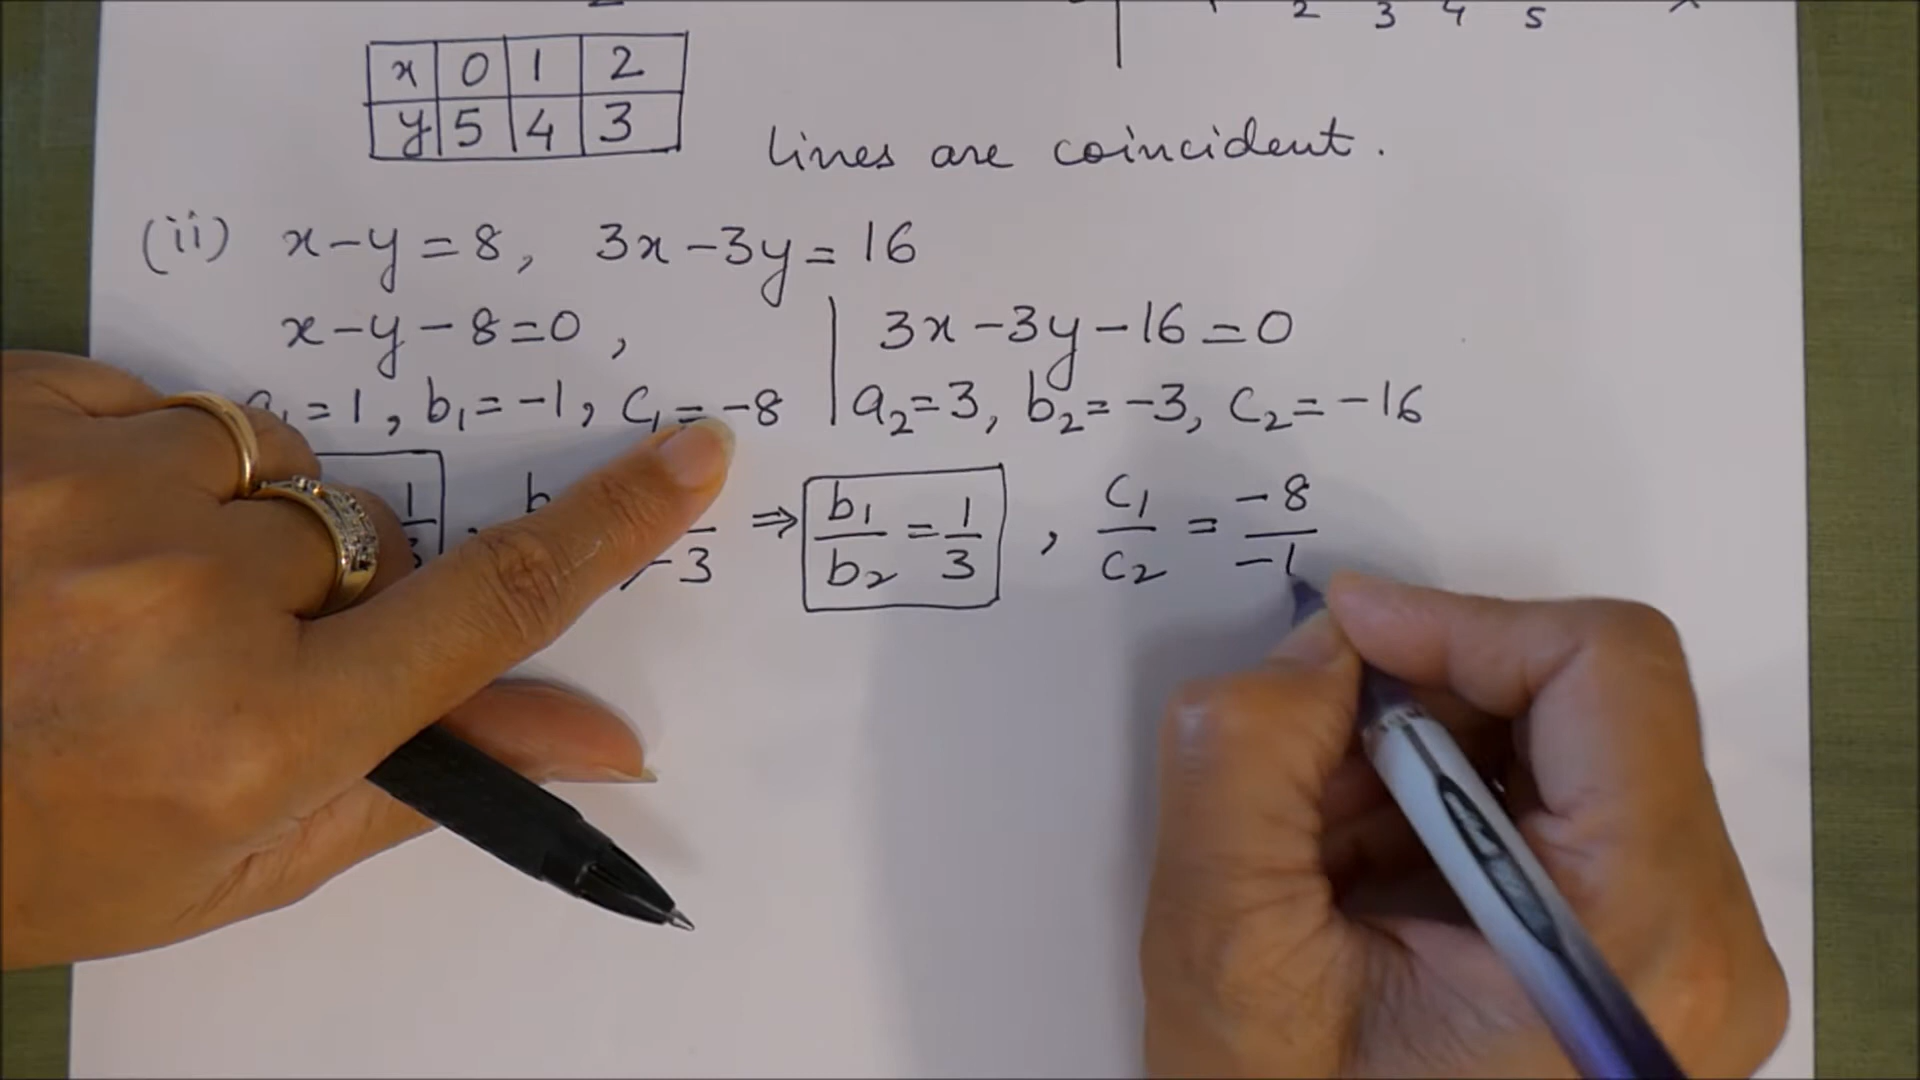 2 3 4 5
x 0 1 2
y 5 4 3
lines are coincident.
(ii) x-y=8, 3x-3y=16
x-y-8=0, 3x-3y-16=0
a₁=1, b₁=-1, c₁=-8 a₂=3, b₂=-3, c₂=-16
1 b ⇒ b₁/b₂=1/3, c₁/c₂=-8/-1
-3